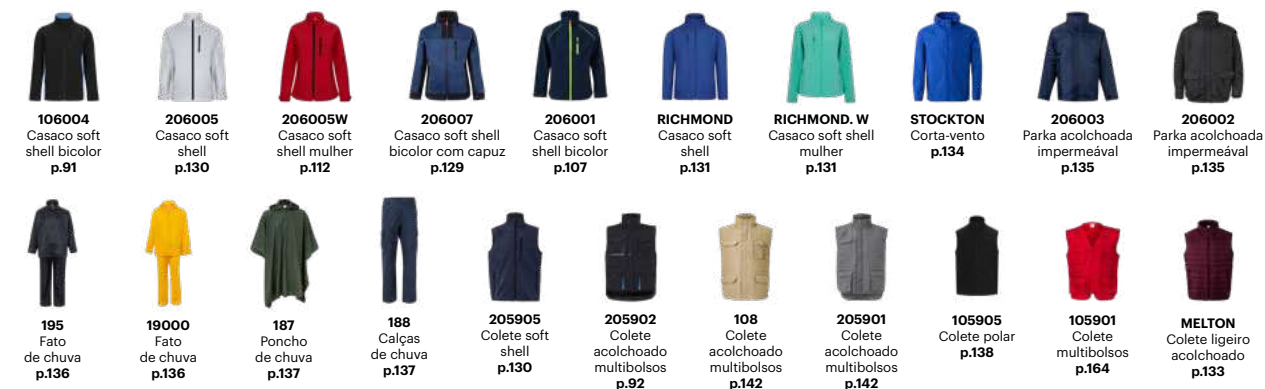 106004
Casaco soft
shell bicolor
p.91
206005
Casaco soft
shell
p.130
206005W
Casaco soft
shell mulher
p.112
206007
Casaco soft shell
bicolor com capuz
p.129
206001
Casaco soft
shell bicolor
p.107
RICHMOND
Casaco soft
shell
p.131
RICHMOND. W
Casaco soft shell
mulher
p.131
STOCKTON
Corta-vento
p.134
206003
Parka acolchoada
impermeával
p.135
206002
Parka acolchoada
impermeával
p.135
195
Fato
de chuva
p.136
19000
Fato
de chuva
p.136
187
Poncho
de chuva
p.137
188
Calças
de chuva
p.137
205905
Colete soft
shell
p.130
205902
Colete
acolchoado
multibolsos
p.92
108
Colete
acolchoado
multibolsos
p.142
205901
Colete
acolchoado
multibolsos
p.142
105905
Colete polar
p.138
105901
Colete
multibolsos
p.164
MELTON
Colete ligeiro
acolchoado
p.133